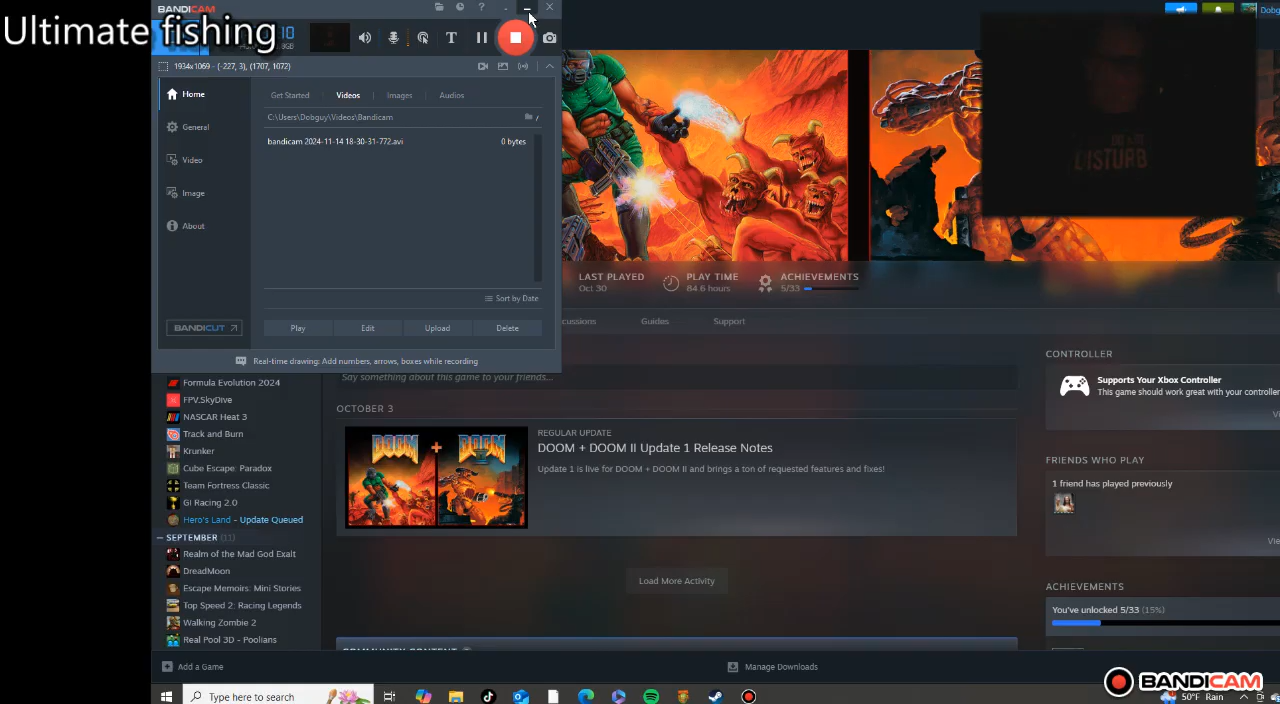 Ultimate fishing
BANDICAM
1934x1069 - (-227, 3), (1707, 1072)
Home
General
Video
Image
About
BANDICUT
Get Started
Videos
Images
Audios
C:\Users\Dobguy\Videos\Bandicam
bandicam 2024-11-14 18-30-31-772.avi
0 bytes
Sort by Date
Play
Edit
Upload
Delete
Real-time drawing: Add numbers, arrows, boxes while recording
DISTURB
LAST PLAYED
Oct 30
PLAY TIME
84.6 hours
ACHIEVEMENTS
5/33
Guides
Support
Say something about this game to your friends...
OCTOBER 3
DOOM + DOOM II
REGULAR UPDATE
DOOM + DOOM II Update 1 Release Notes
Update 1 is live for DOOM + DOOM II and brings a ton of requested features and fixes!
Load More Activity
CONTROLLER
Supports Your Xbox Controller
This game should work great with your controller
FRIENDS WHO PLAY
1 friend has played previously
ACHIEVEMENTS
You've unlocked 5/33 (15%)
Formula Evolution 2024
FPV.SkyDive
NASCAR Heat 3
Track and Burn
Krunker
Cube Escape: Paradox
Team Fortress Classic
GI Racing 2.0
Hero's Land - Update Queued
SEPTEMBER (11)
Realm of the Mad God Exalt
DreadMoon
Escape Memoirs: Mini Stories
Top Speed 2: Racing Legends
Walking Zombie 2
Real Pool 3D - Poolians
Add a Game
Manage Downloads
Type here to search
BANDICAM
50°F Rain